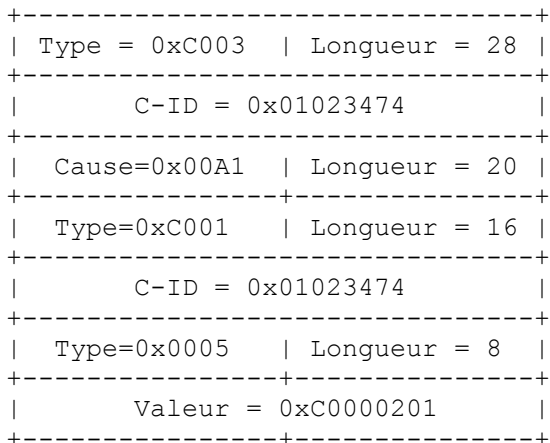 Type = 0xC003 | Longueur = 28
C-ID = 0x01023474
Cause=0x00A1 | Longueur = 20
Type=0xC001 | Longueur = 16
C-ID = 0x01023474
Type=0x0005 | Longueur = 8
Valeur = 0xC0000201